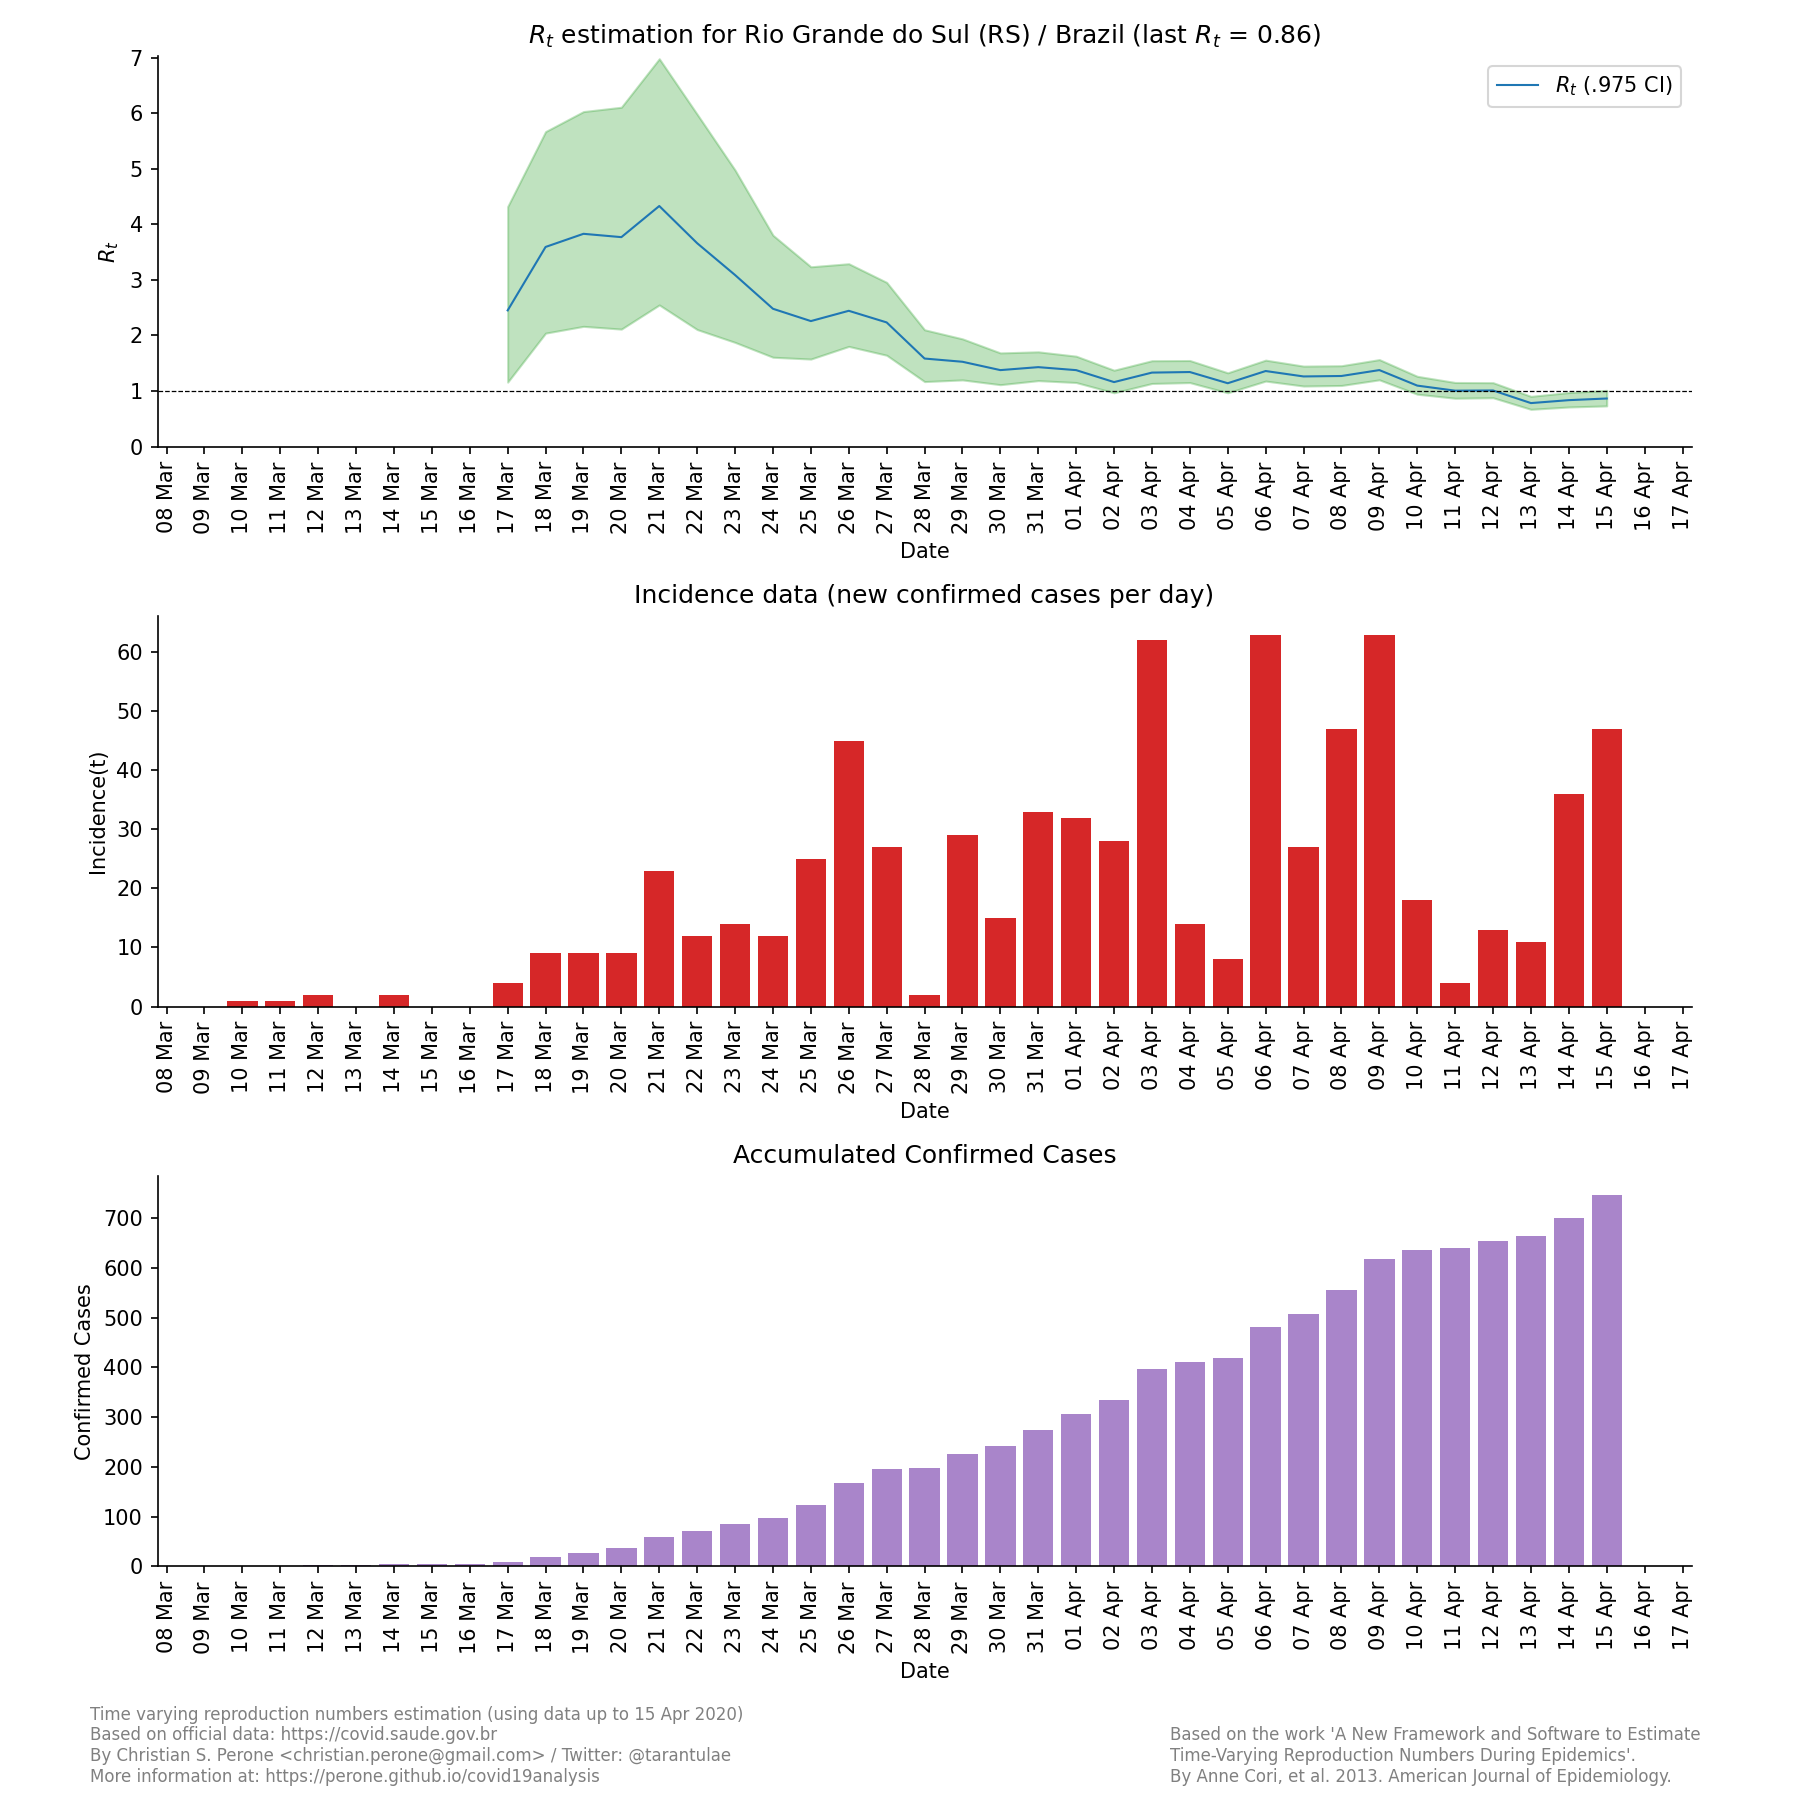 Rt estimation for Rio Grande do Sul (RS) / Brazil (last Rt = 0.86)
Rt (.975 CI)
7
6
5
4
3
2
1
0
Rt
08 Mar 09 Mar 10 Mar 11 Mar 12 Mar 13 Mar 14 Mar 15 Mar 16 Mar 17 Mar 18 Mar 19 Mar 20 Mar 21 Mar 22 Mar 23 Mar 24 Mar 25 Mar 26 Mar 27 Mar 28 Mar 29 Mar 30 Mar 31 Mar 01 Apr 02 Apr 03 Apr 04 Apr 05 Apr 06 Apr 07 Apr 08 Apr 09 Apr 10 Apr 11 Apr 12 Apr 13 Apr 14 Apr 15 Apr 16 Apr 17 Apr
Date
Incidence data (new confirmed cases per day)
60
50
40
30
20
10
0
Incidence(t)
08 Mar 09 Mar 10 Mar 11 Mar 12 Mar 13 Mar 14 Mar 15 Mar 16 Mar 17 Mar 18 Mar 19 Mar 20 Mar 21 Mar 22 Mar 23 Mar 24 Mar 25 Mar 26 Mar 27 Mar 28 Mar 29 Mar 30 Mar 31 Mar 01 Apr 02 Apr 03 Apr 04 Apr 05 Apr 06 Apr 07 Apr 08 Apr 09 Apr 10 Apr 11 Apr 12 Apr 13 Apr 14 Apr 15 Apr 16 Apr 17 Apr
Date
Accumulated Confirmed Cases
700
600
500
400
300
200
100
0
Confirmed Cases
08 Mar 09 Mar 10 Mar 11 Mar 12 Mar 13 Mar 14 Mar 15 Mar 16 Mar 17 Mar 18 Mar 19 Mar 20 Mar 21 Mar 22 Mar 23 Mar 24 Mar 25 Mar 26 Mar 27 Mar 28 Mar 29 Mar 30 Mar 31 Mar 01 Apr 02 Apr 03 Apr 04 Apr 05 Apr 06 Apr 07 Apr 08 Apr 09 Apr 10 Apr 11 Apr 12 Apr 13 Apr 14 Apr 15 Apr 16 Apr 17 Apr
Date
Time varying reproduction numbers estimation (using data up to 15 Apr 2020)
Based on official data: https://covid.saude.gov.br
By Christian S. Perone <christian.perone@gmail.com> / Twitter: @tarantulae
More information at: https://perone.github.io/covid19analysis
Based on the work 'A New Framework and Software to Estimate
Time-Varying Reproduction Numbers During Epidemics'.
By Anne Cori, et al. 2013. American Journal of Epidemiology.